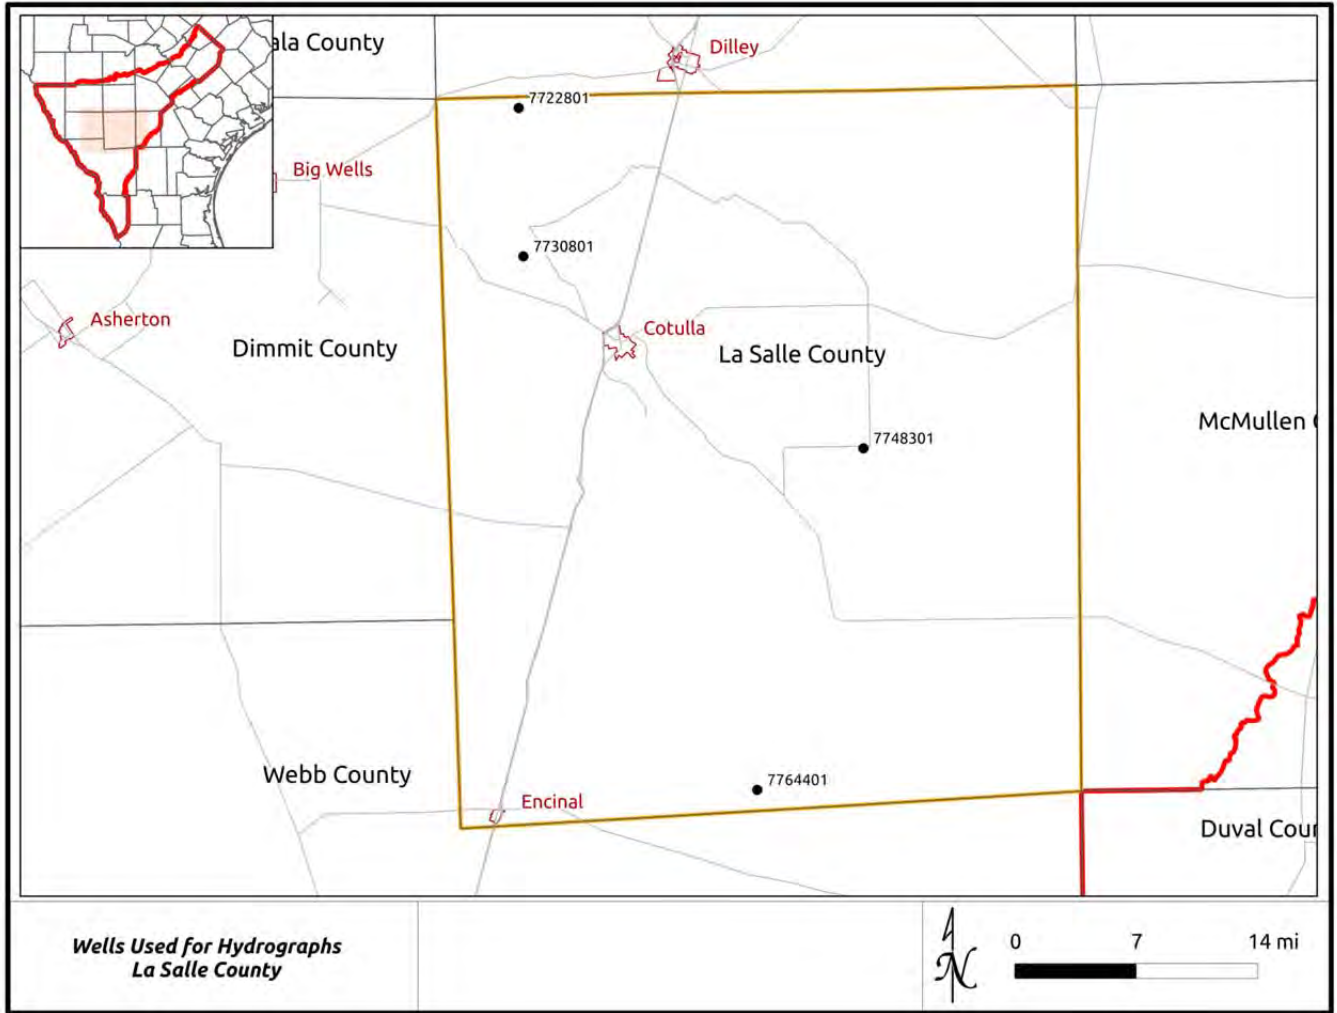 ala County
Dilley
7722801
Big Wells
7730801
Asherton
Cotulla
Dimmit County
La Salle County
McMullen
7748301
Webb County
7764401
Encinal
Duval Cou
Wells Used for Hydrographs
La Salle County
N
0 7 14 mi